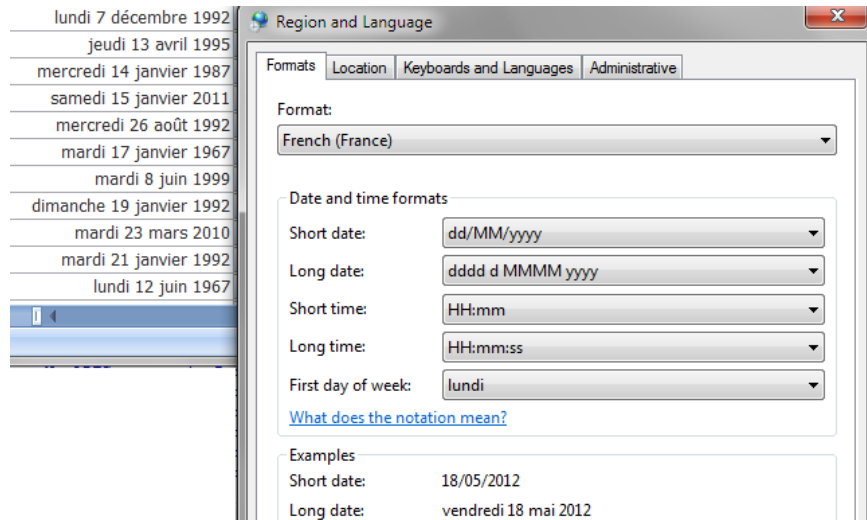 lundi 7 décembre 1992
jeudi 13 avril 1995
mercredi 14 janvier 1987
samedi 15 janvier 2011
mercredi 26 août 1992
mardi 17 janvier 1967
mardi 8 juin 1999
dimanche 19 janvier 1992
mardi 23 mars 2010
mardi 21 janvier 1992
lundi 12 juin 1967
Region and Language
Formats Location Keyboards and Languages Administrative
Format:
French (France)
Date and time formats
Short date: dd/MM/yyyy
Long date: dddd d MMMM yyyy
Short time: HH:mm
Long time: HH:mm:ss
First day of week: lundi
What does the notation mean?
Examples
Short date: 18/05/2012
Long date: vendredi 18 mai 2012